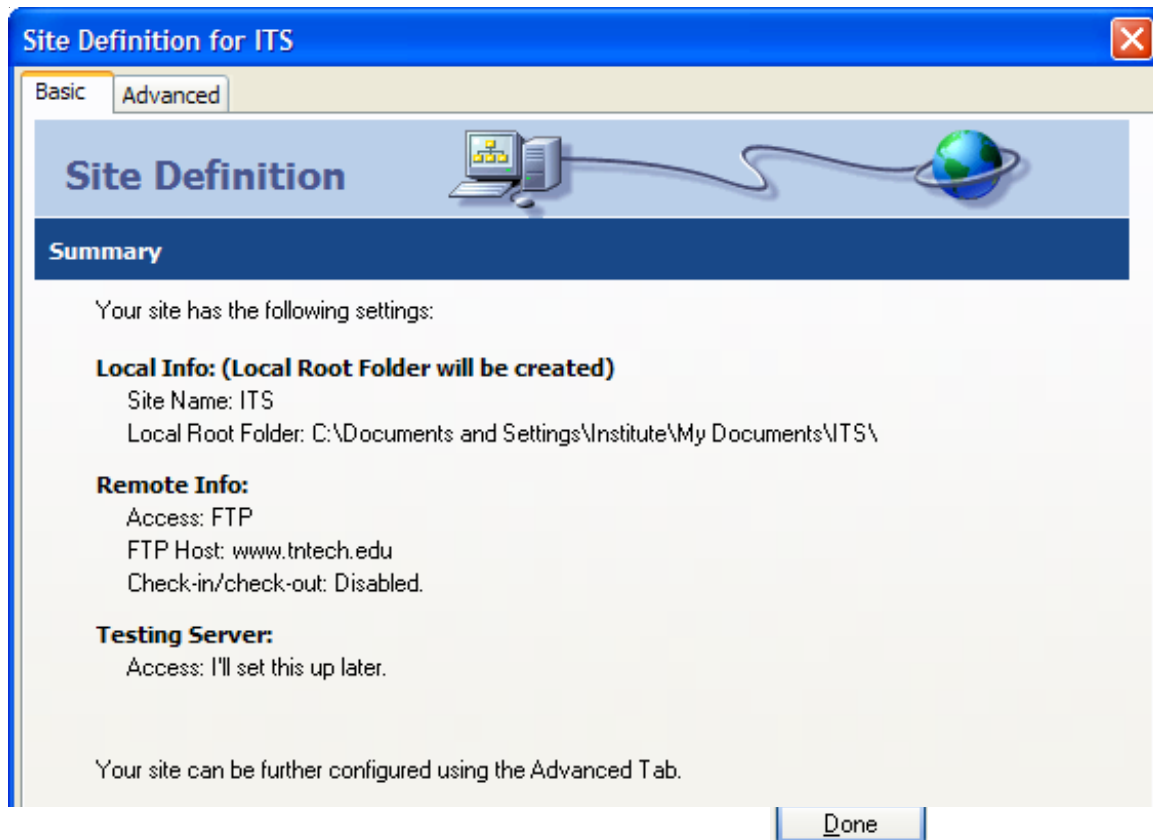 Site Definition for ITS
Basic
Advanced
Site Definition
Summary
Your site has the following settings:
Local Info: (Local Root Folder will be created)
Site Name: ITS
Local Root Folder: C:\Documents and Settings\Institute\My Documents\ITS\
Remote Info:
Access: FTP
FTP Host: www.tntech.edu
Check-in/check-out: Disabled.
Testing Server:
Access: I'll set this up later.
Your site can be further configured using the Advanced Tab.
Done